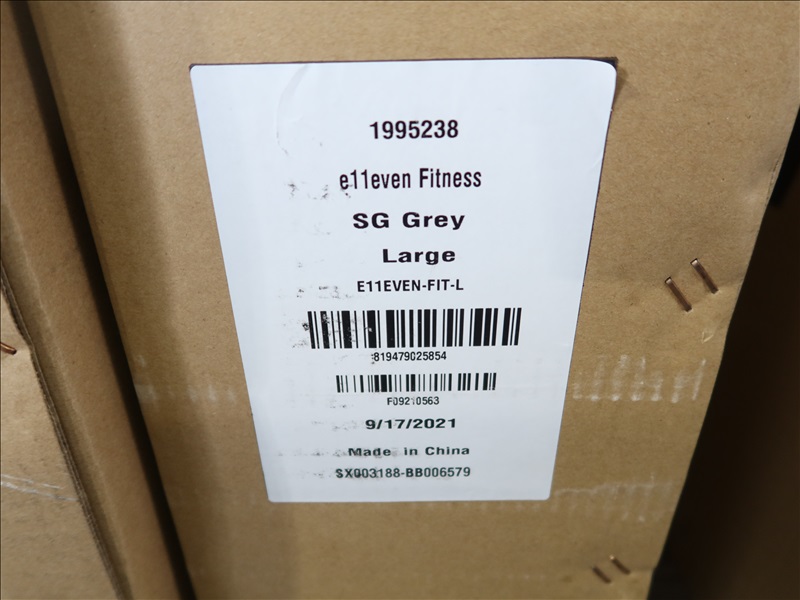 1995238
e11even Fitness
SG Grey
Large
E11EVEN-FIT-L
819479025854
F09210563
9/17/2021
Made in China
SX003188-BB006579